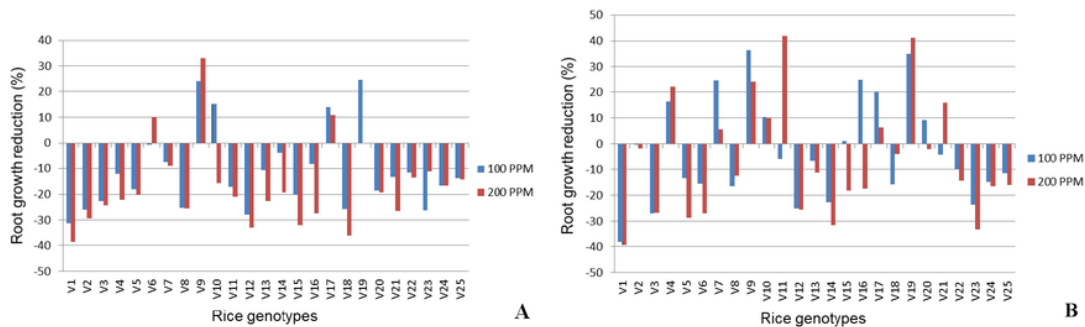 Root growth reduction (%)
40
30
20
10
0
-10
-20
-30
-40
-50
V1 V2 V3 V4 V5 V6 V7 V8 V9 V10 V11 V12 V13 V14 V15 V16 V17 V18 V19 V20 V21 V22 V23 V24 V25
Rice genotypes
100 PPM
200 PPM
A
Root growth reduction (%)
50
40
30
20
10
0
-10
-20
-30
-40
-50
V1 V2 V3 V4 V5 V6 V7 V8 V9 V10 V11 V12 V13 V14 V15 V16 V17 V18 V19 V20 V21 V22 V23 V24 V25
Rice genotypes
100 PPM
200 PPM
B